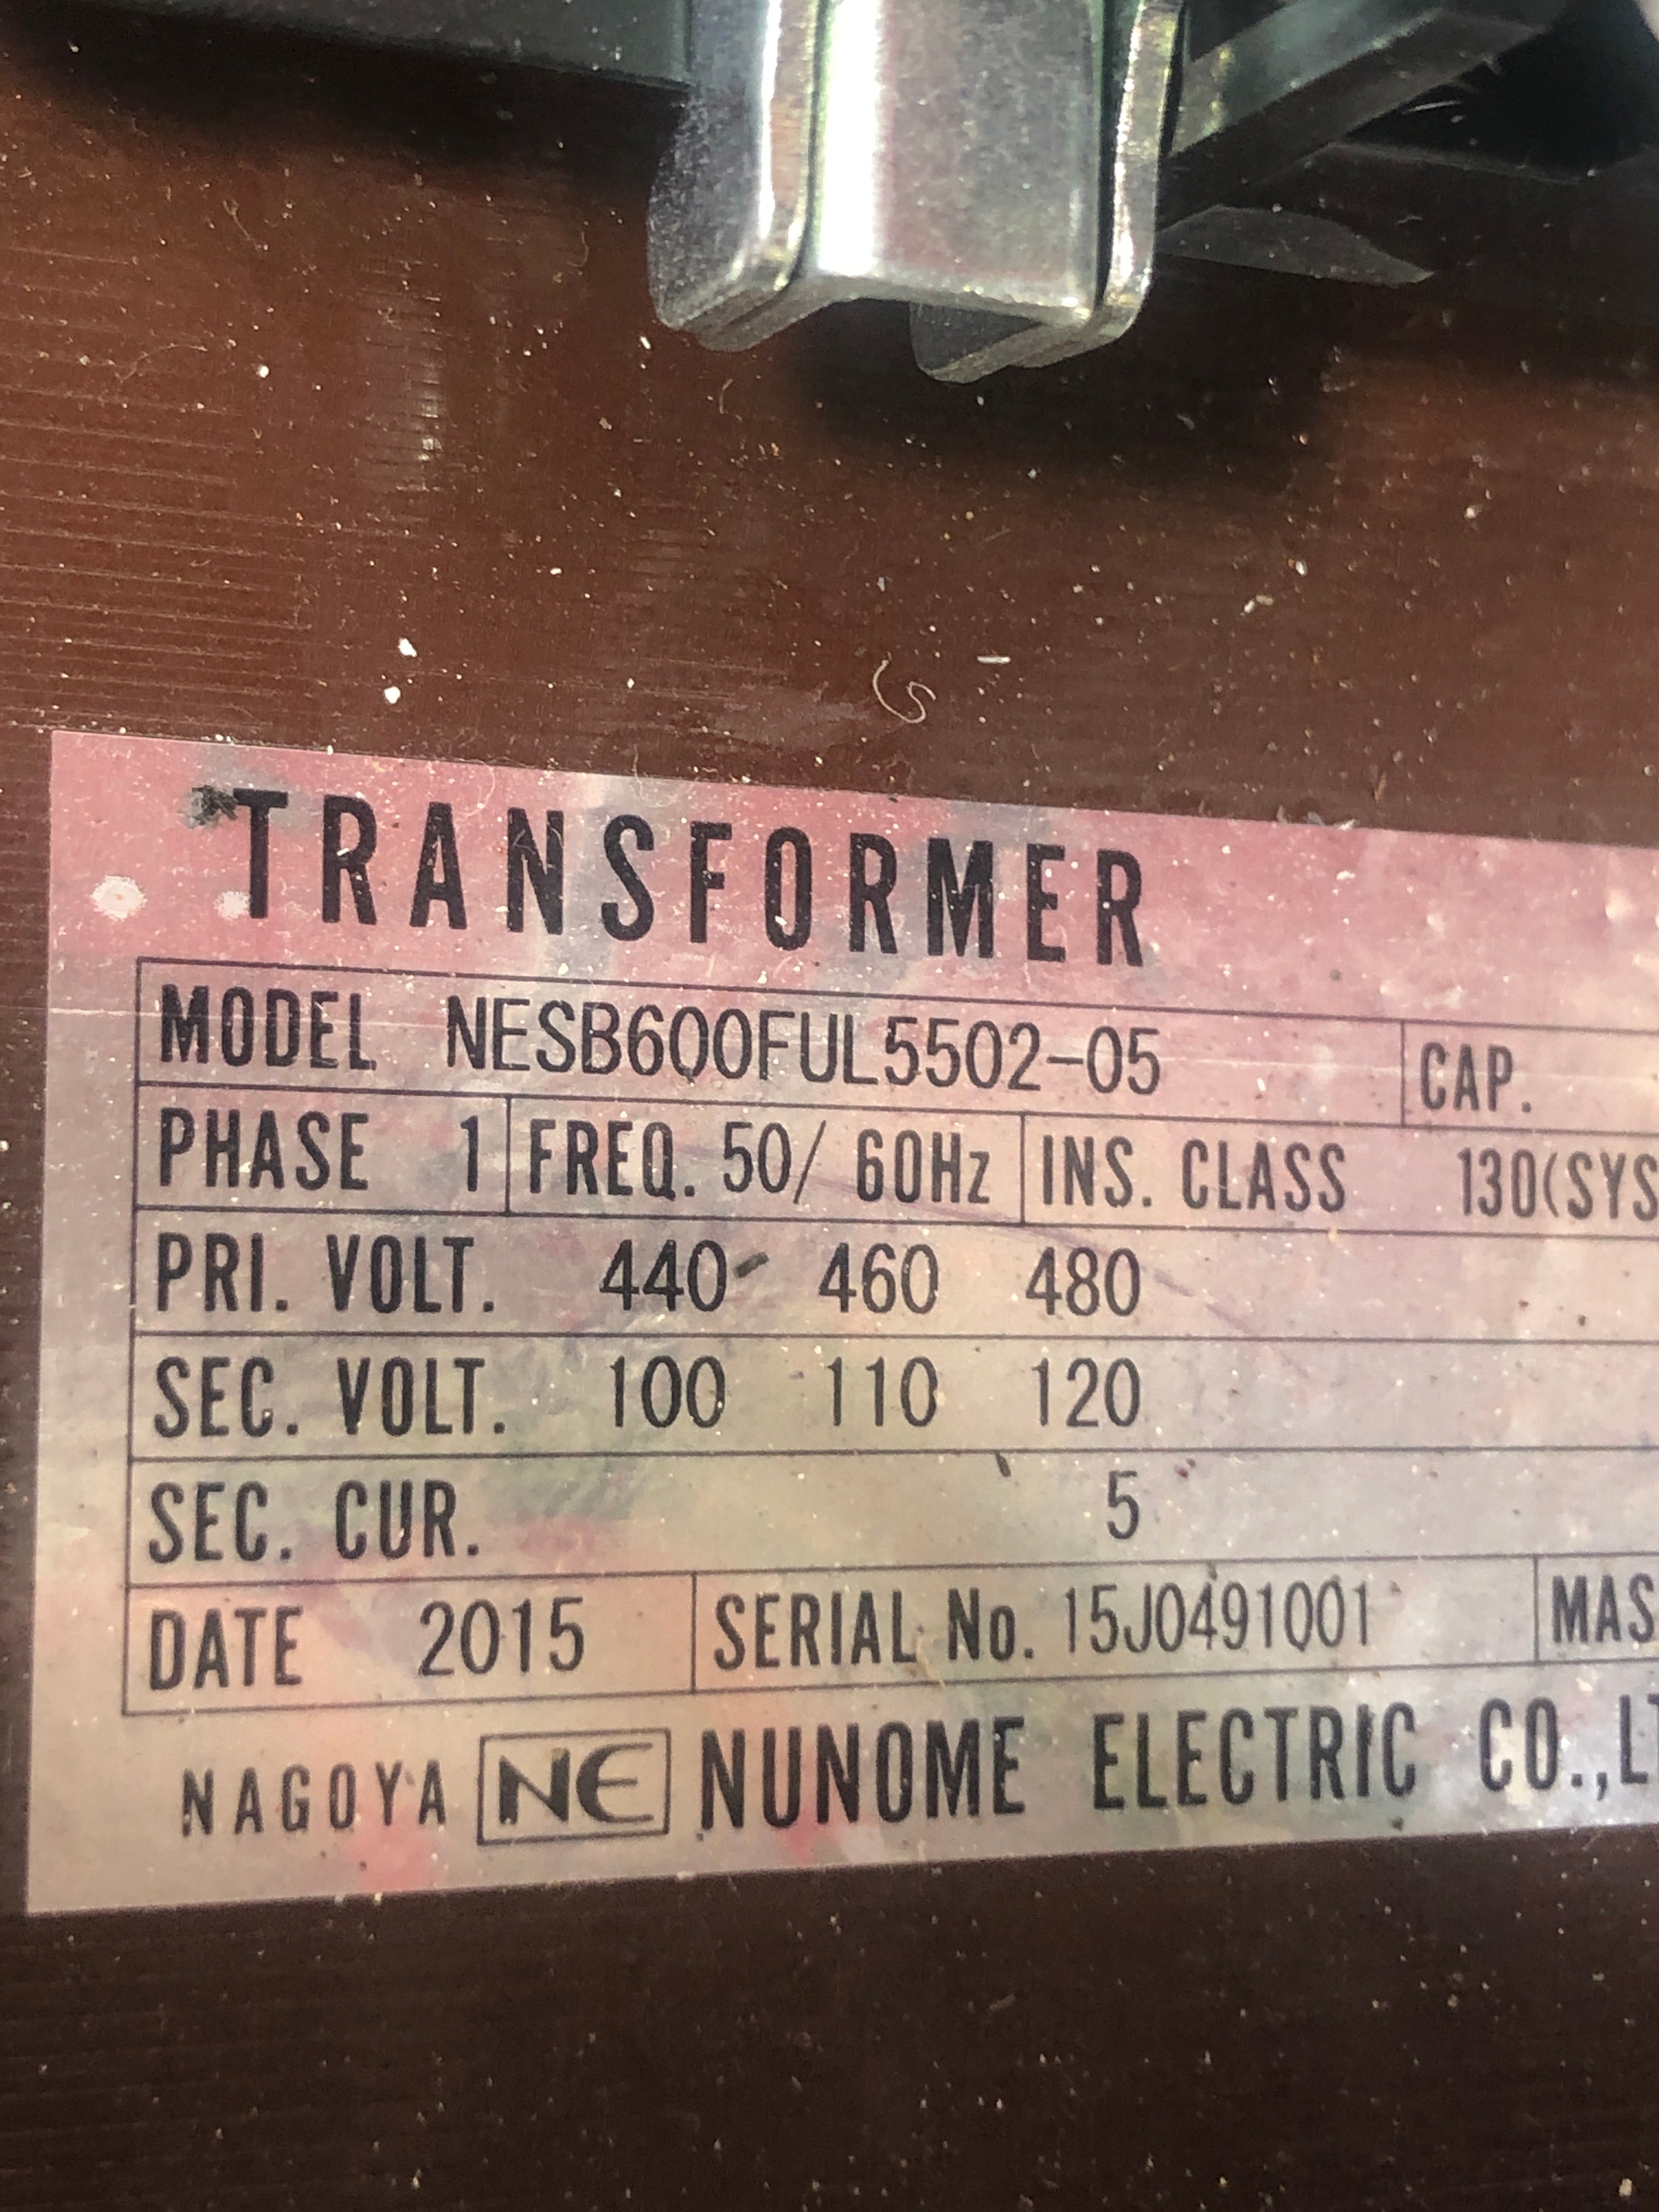 TRANSFORMER
MODEL NESB600FUL5502-05 CAP.
PHASE 1 FREQ. 50/ 60Hz INS. CLASS 130(SYS
PRI. VOLT. 440 460 480
SEC. VOLT. 100 110 120
SEC. CUR. 5
DATE 2015 SERIAL No. 15J0491001 MAS
NAGOYA NE NUNOME ELECTRIC CO.,LT